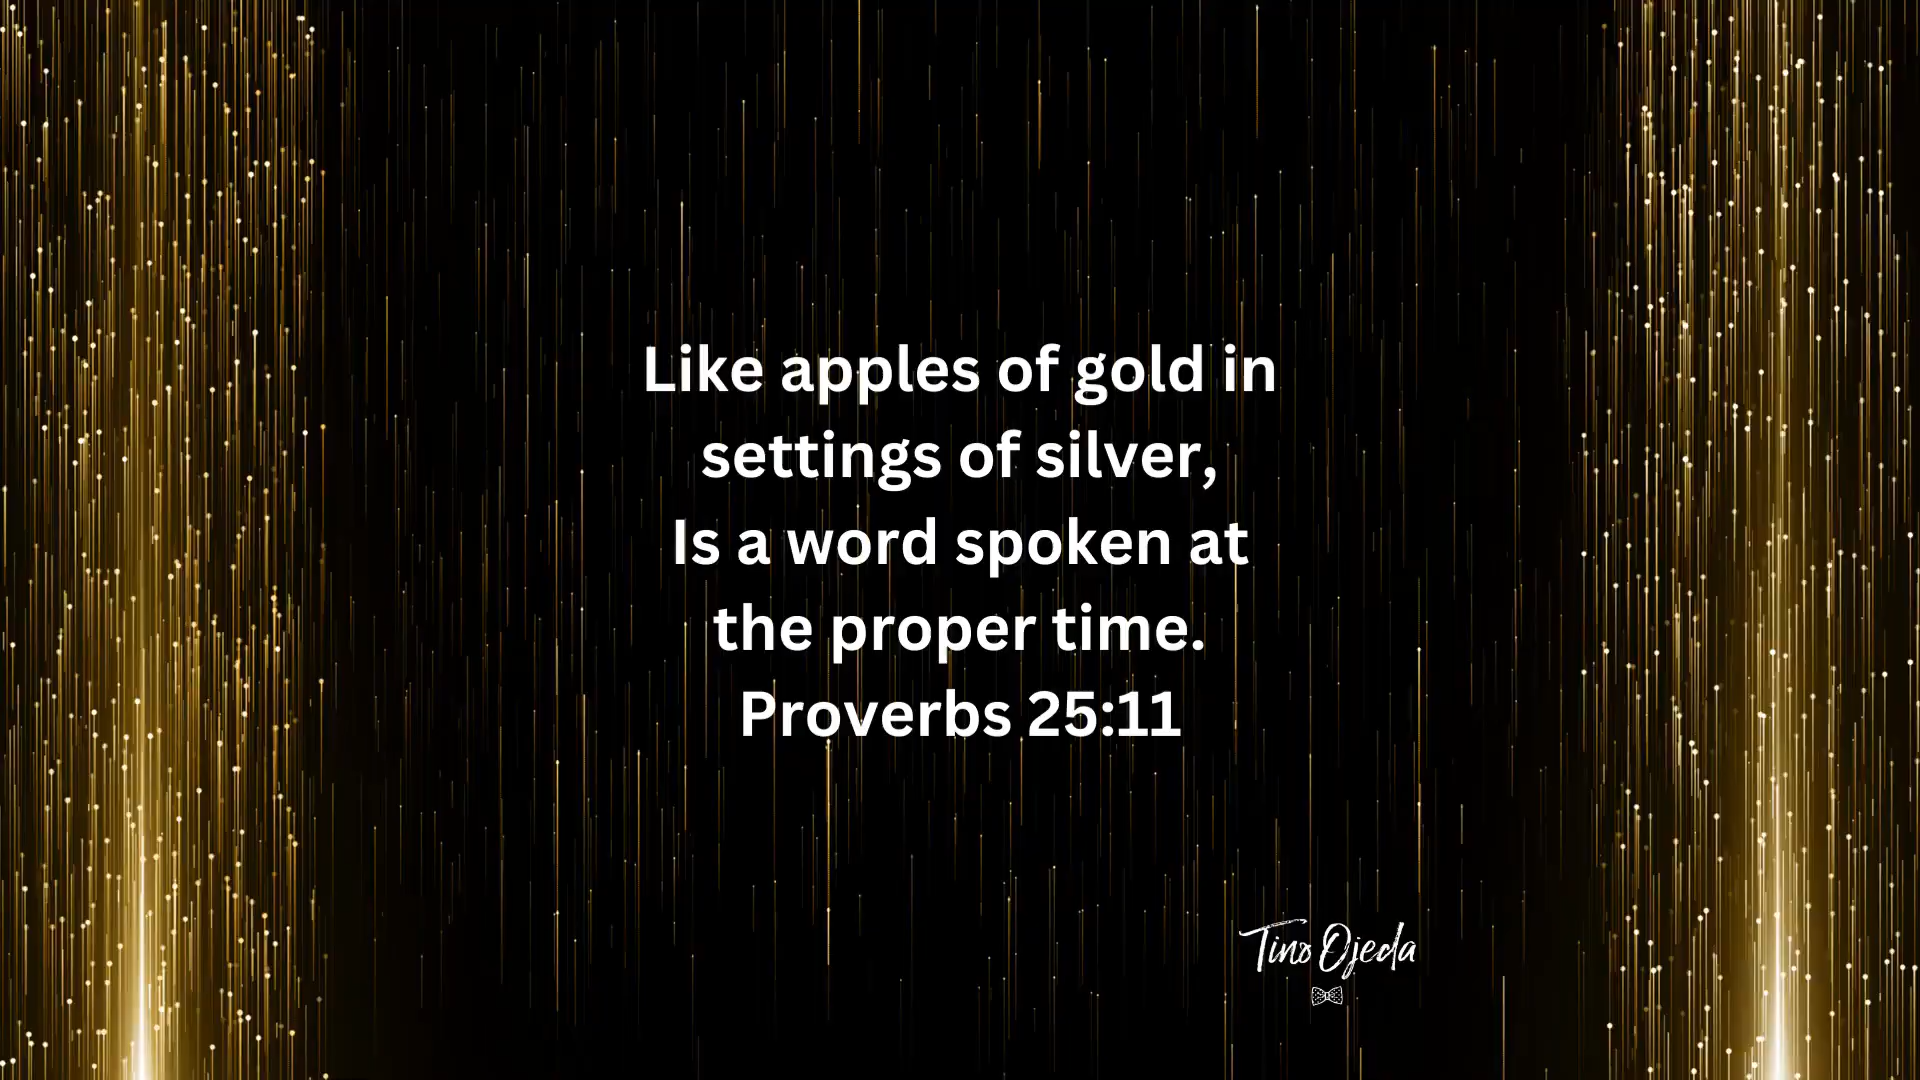 Like apples of gold in
settings of silver,
Is a word spoken at
the proper time.
Proverbs 25:11
Tino Ojeda